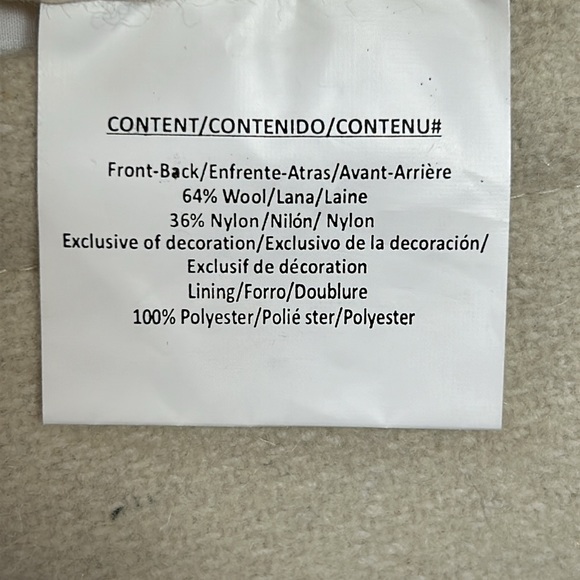 CONTENT/CONTENIDO/CONTENU#
Front-Back/Enfrente-Atras/Avant-Arrière
64% Wool/Lana/Laine
36% Nylon/Nilón/ Nylon
Exclusive of decoration/Exclusivo de la decoración/
Exclusif de décoration
Lining/Forro/Doublure
100% Polyester/Polié ster/Polyester